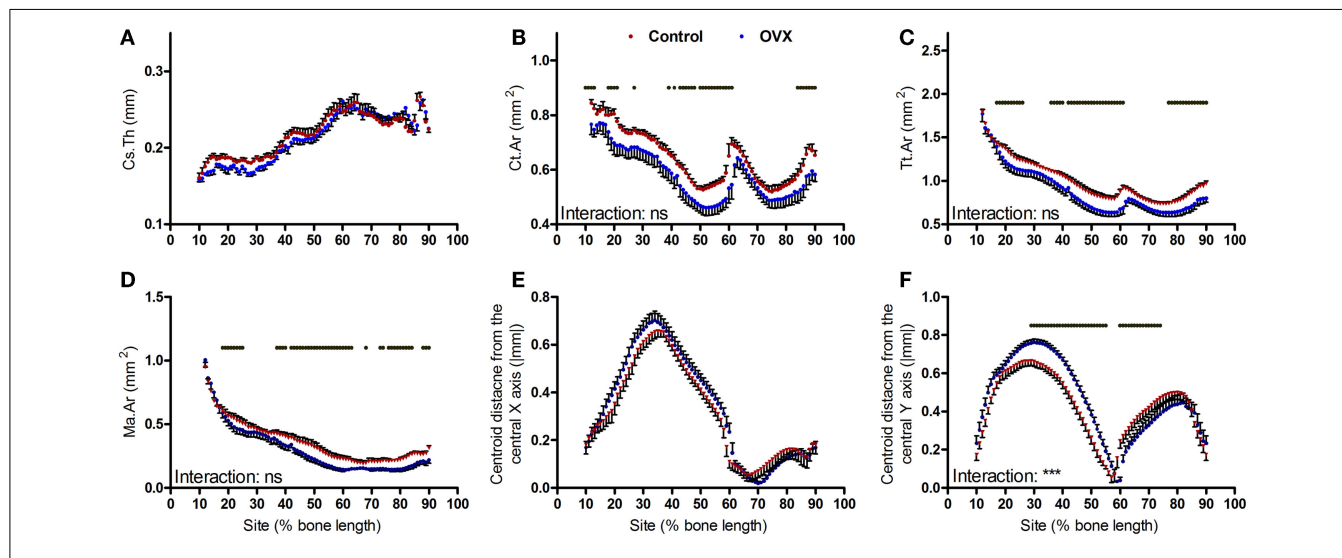 A
Cs.Th (mm)
0.3
0.2
0.1
0 10 20 30 40 50 60 70 80 90 100
B
Control
OVX
Ct.Ar (mm²)
1.0
0.8
0.6
0.4
Interaction: ns
0 10 20 30 40 50 60 70 80 90 100
C
Tt.Ar (mm²)
2.5
2.0
1.5
1.0
0.5
Interaction: ns
0 10 20 30 40 50 60 70 80 90 100
D
Ma.Ar (mm²)
1.5
1.0
0.5
0.0
Interaction: ns
0 10 20 30 40 50 60 70 80 90 100
Site (% bone length)
E
Centroid distacne from the
central X axis (|mm|)
0.8
0.6
0.4
0.2
0.0
0 10 20 30 40 50 60 70 80 90 100
Site (% bone length)
F
Centroid distacne from the
central Y axis (|mm|)
1.0
0.8
0.6
0.4
0.2
0.0
Interaction: ***
0 10 20 30 40 50 60 70 80 90 100
Site (% bone length)